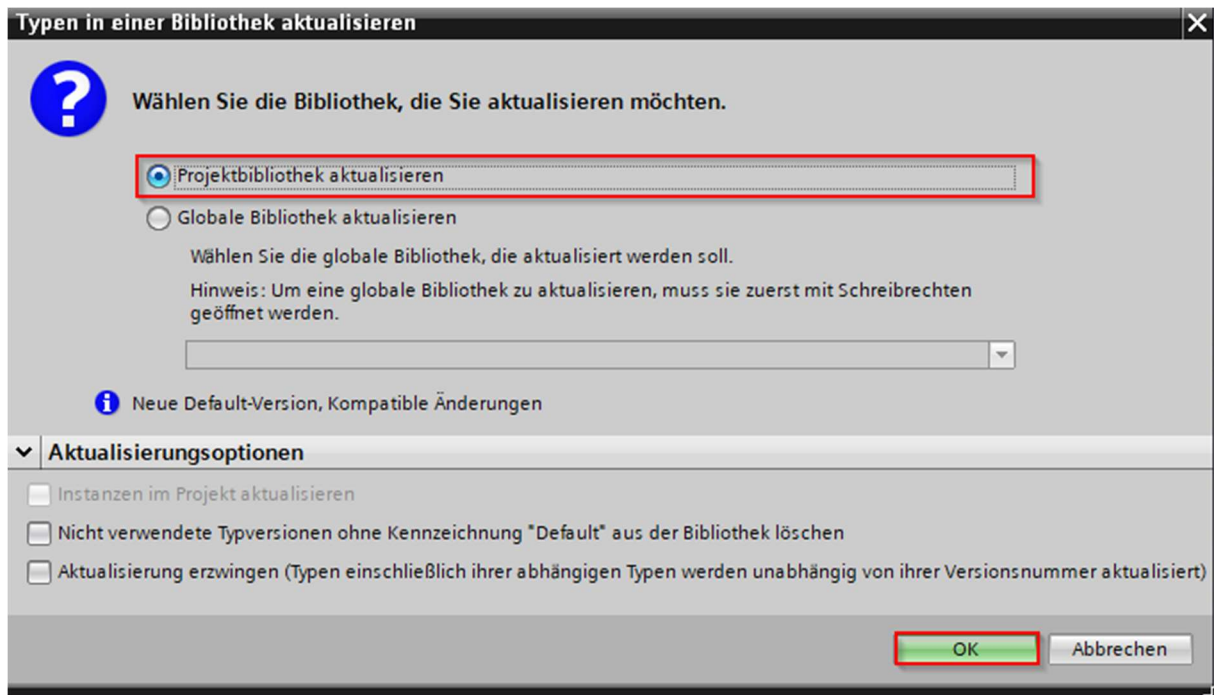 Typen in einer Bibliothek aktualisieren
Wählen Sie die Bibliothek, die Sie aktualisieren möchten.
Projektbibliothek aktualisieren
Globale Bibliothek aktualisieren
Wählen Sie die globale Bibliothek, die aktualisiert werden soll.
Hinweis: Um eine globale Bibliothek zu aktualisieren, muss sie zuerst mit Schreibrechten
geöffnet werden.
Neue Default-Version, Kompatible Änderungen
Aktualisierungsoptionen
Instanzen im Projekt aktualisieren
Nicht verwendete Typversionen ohne Kennzeichnung "Default" aus der Bibliothek löschen
Aktualisierung erzwingen (Typen einschließlich ihrer abhängigen Typen werden unabhängig von ihrer Versionsnummer aktualisiert)
OK Abbrechen